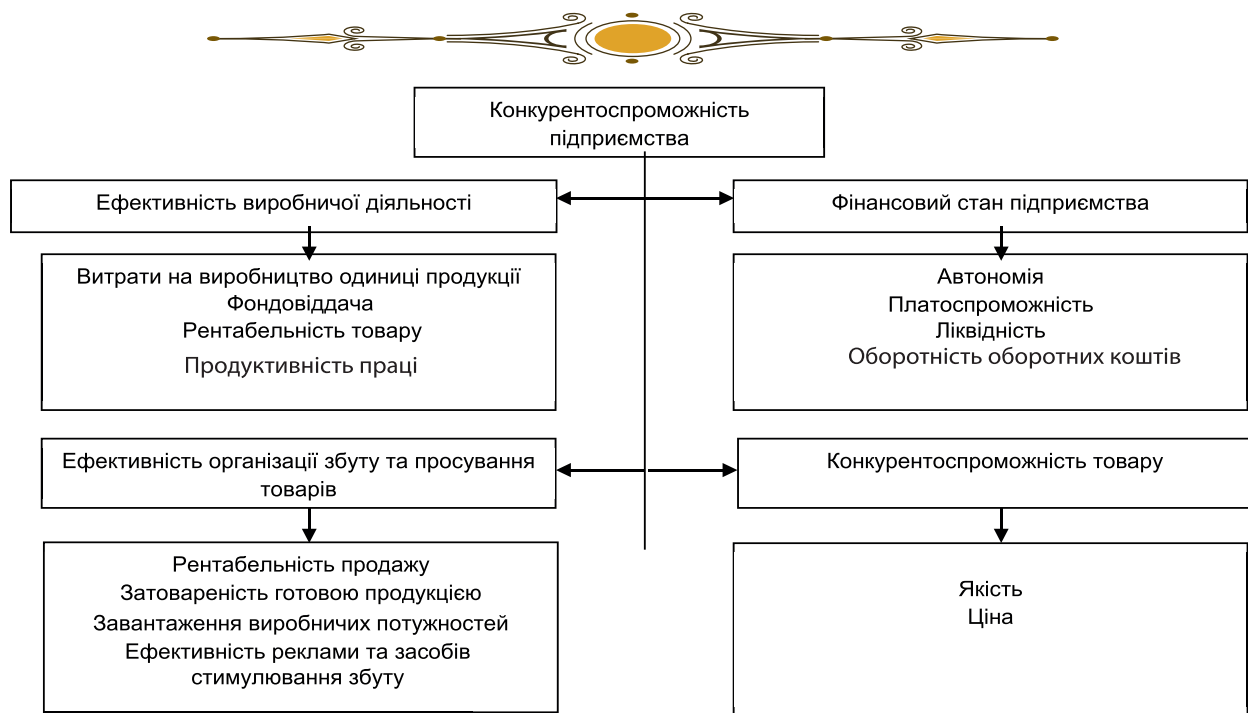 Конкурентоспроможність
підприємства
Ефективність виробничої діяльності
Фінансовий стан підприємства
Витрати на виробництво одиниці продукції
Фондовіддача
Рентабельність товару
Продуктивність праці
Автономія
Платоспроможність
Ліквідність
Оборотність оборотних коштів
Ефективність організації збуту та просування
товарів
Конкурентоспроможність товару
Рентабельність продажу
Затовареність готовою продукцією
Завантаження виробничих потужностей
Ефективність реклами та засобів
стимулювання збуту
Якість
Ціна